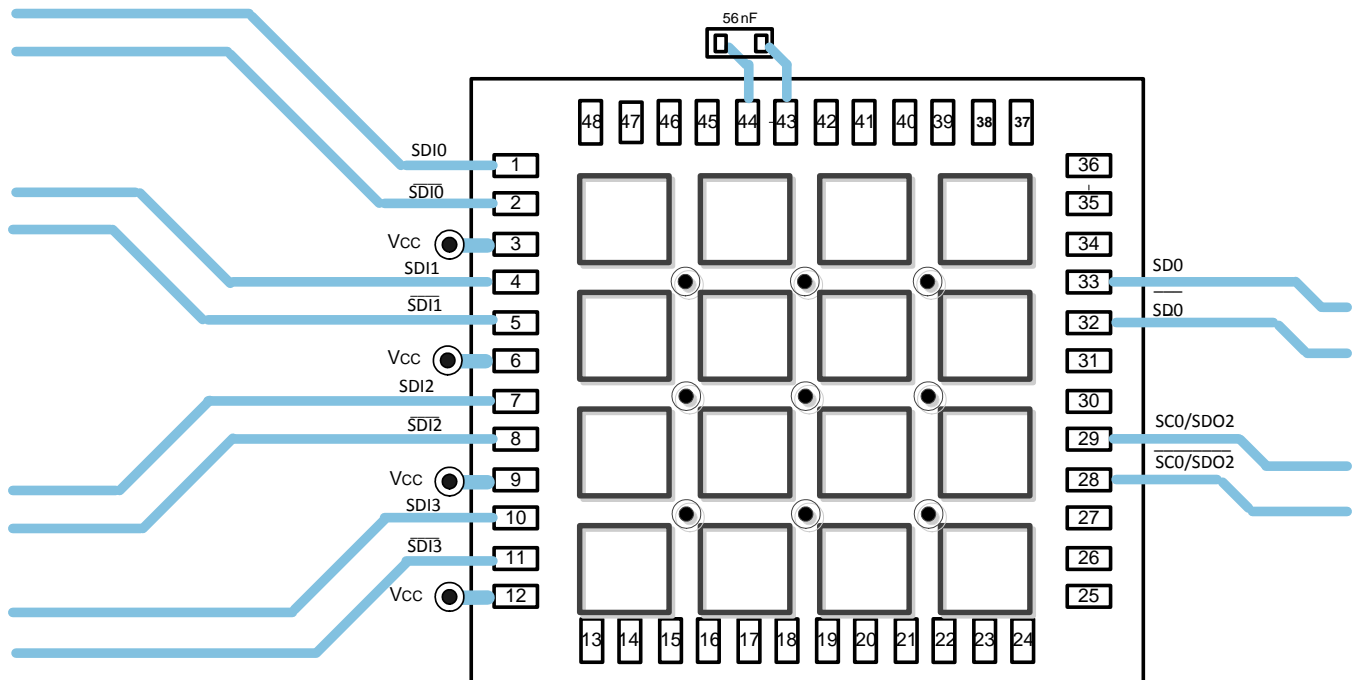 56nF
48 47 46 45 44 43 42 41 40 39 38 37
SDI0 1 36
SDI0 2 35
VCC 3 34
SDI1 4 33 SD0
SDI1 5 32 SD0
VCC 6 31
SDI2 7 30
SDI2 8 29 SC0/SDO2
VCC 9 28 SC0/SDO2
SDI3 10 27
SDI3 11 26
VCC 12 25
13 14 15 16 17 18 19 20 21 22 23 24